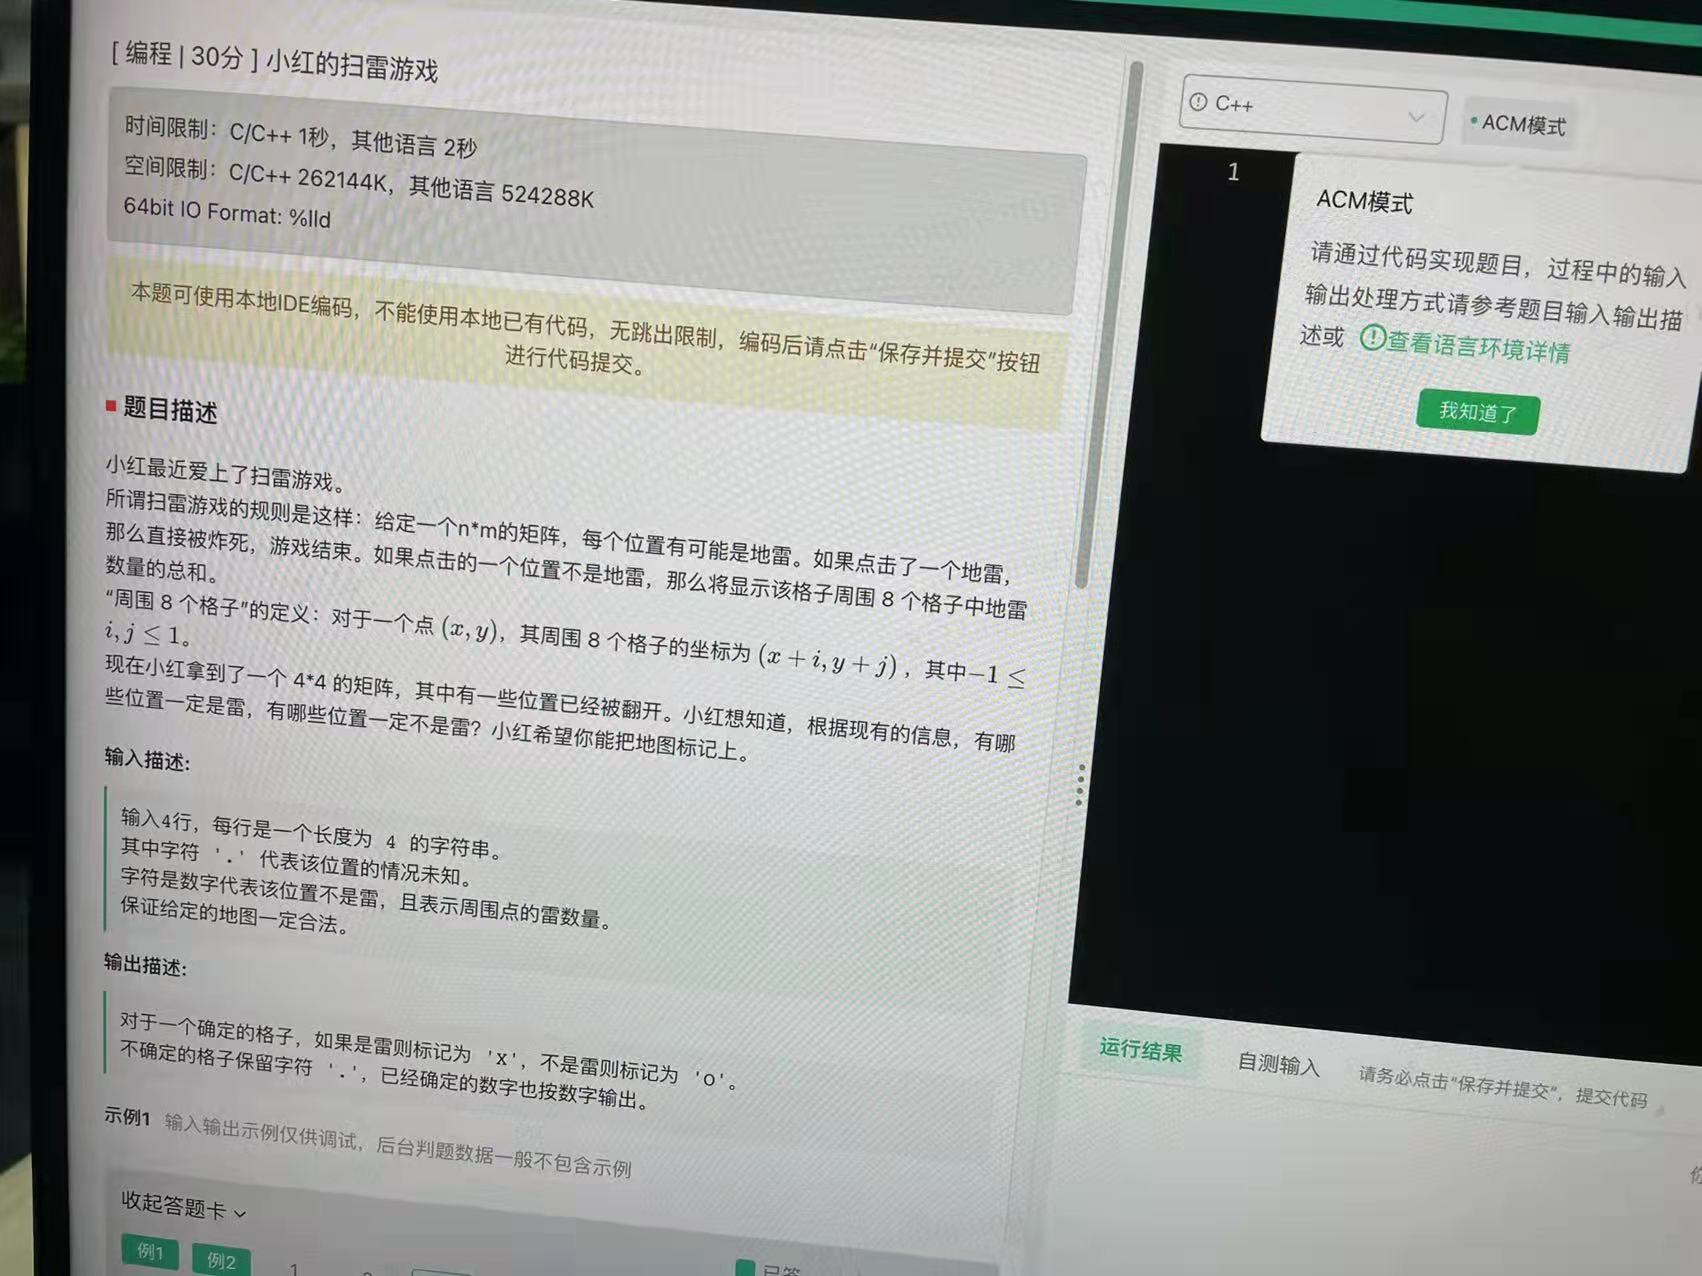 [ 编程 | 30分 ] 小红的扫雷游戏
时间限制：C/C++ 1秒，其他语言 2秒
空间限制：C/C++ 262144K，其他语言 524288K
64bit IO Format: %lld
本题可使用本地IDE编码，不能使用本地已有代码，无跳出限制，编码后请点击“保存并提交”按钮
进行代码提交。
题目描述
小红最近爱上了扫雷游戏。
所谓扫雷游戏的规则是这样：给定一个n*m的矩阵，每个位置有可能是地雷。如果点击了一个地雷，
那么直接被炸死，游戏结束。如果点击的一个位置不是地雷，那么将显示该格子周围 8 个格子中地雷
数量的总和。
“周围 8 个格子”的定义：对于一个点 (x, y)，其周围 8 个格子的坐标为 (x + i, y + j)，其中−1 ≤
i, j ≤ 1。
现在小红拿到了一个 4*4 的矩阵，其中有一些位置已经被翻开。小红想知道，根据现有的信息，有哪
些位置一定是雷，有哪些位置一定不是雷？小红希望你能把地图标记上。
输入描述:
输入4行，每行是一个长度为 4 的字符串。
其中字符 '.' 代表该位置的情况未知。
字符是数字代表该位置不是雷，且表示周围点的雷数量。
保证给定的地图一定合法。
输出描述:
对于一个确定的格子，如果是雷则标记为 'x'，不是雷则标记为 'o'。
不确定的格子保留字符 '.'，已经确定的数字也按数字输出。
示例1 输入输出示例仅供调试，后台判题数据一般不包含示例
收起答题卡
例1 例2 1
已答
C++
ACM模式
1
ACM模式
请通过代码实现题目，过程中的输入
输出处理方式请参考题目输入输出描
述或 查看语言环境详情
我知道了
运行结果 自测输入 请务必点击“保存并提交”，提交代码